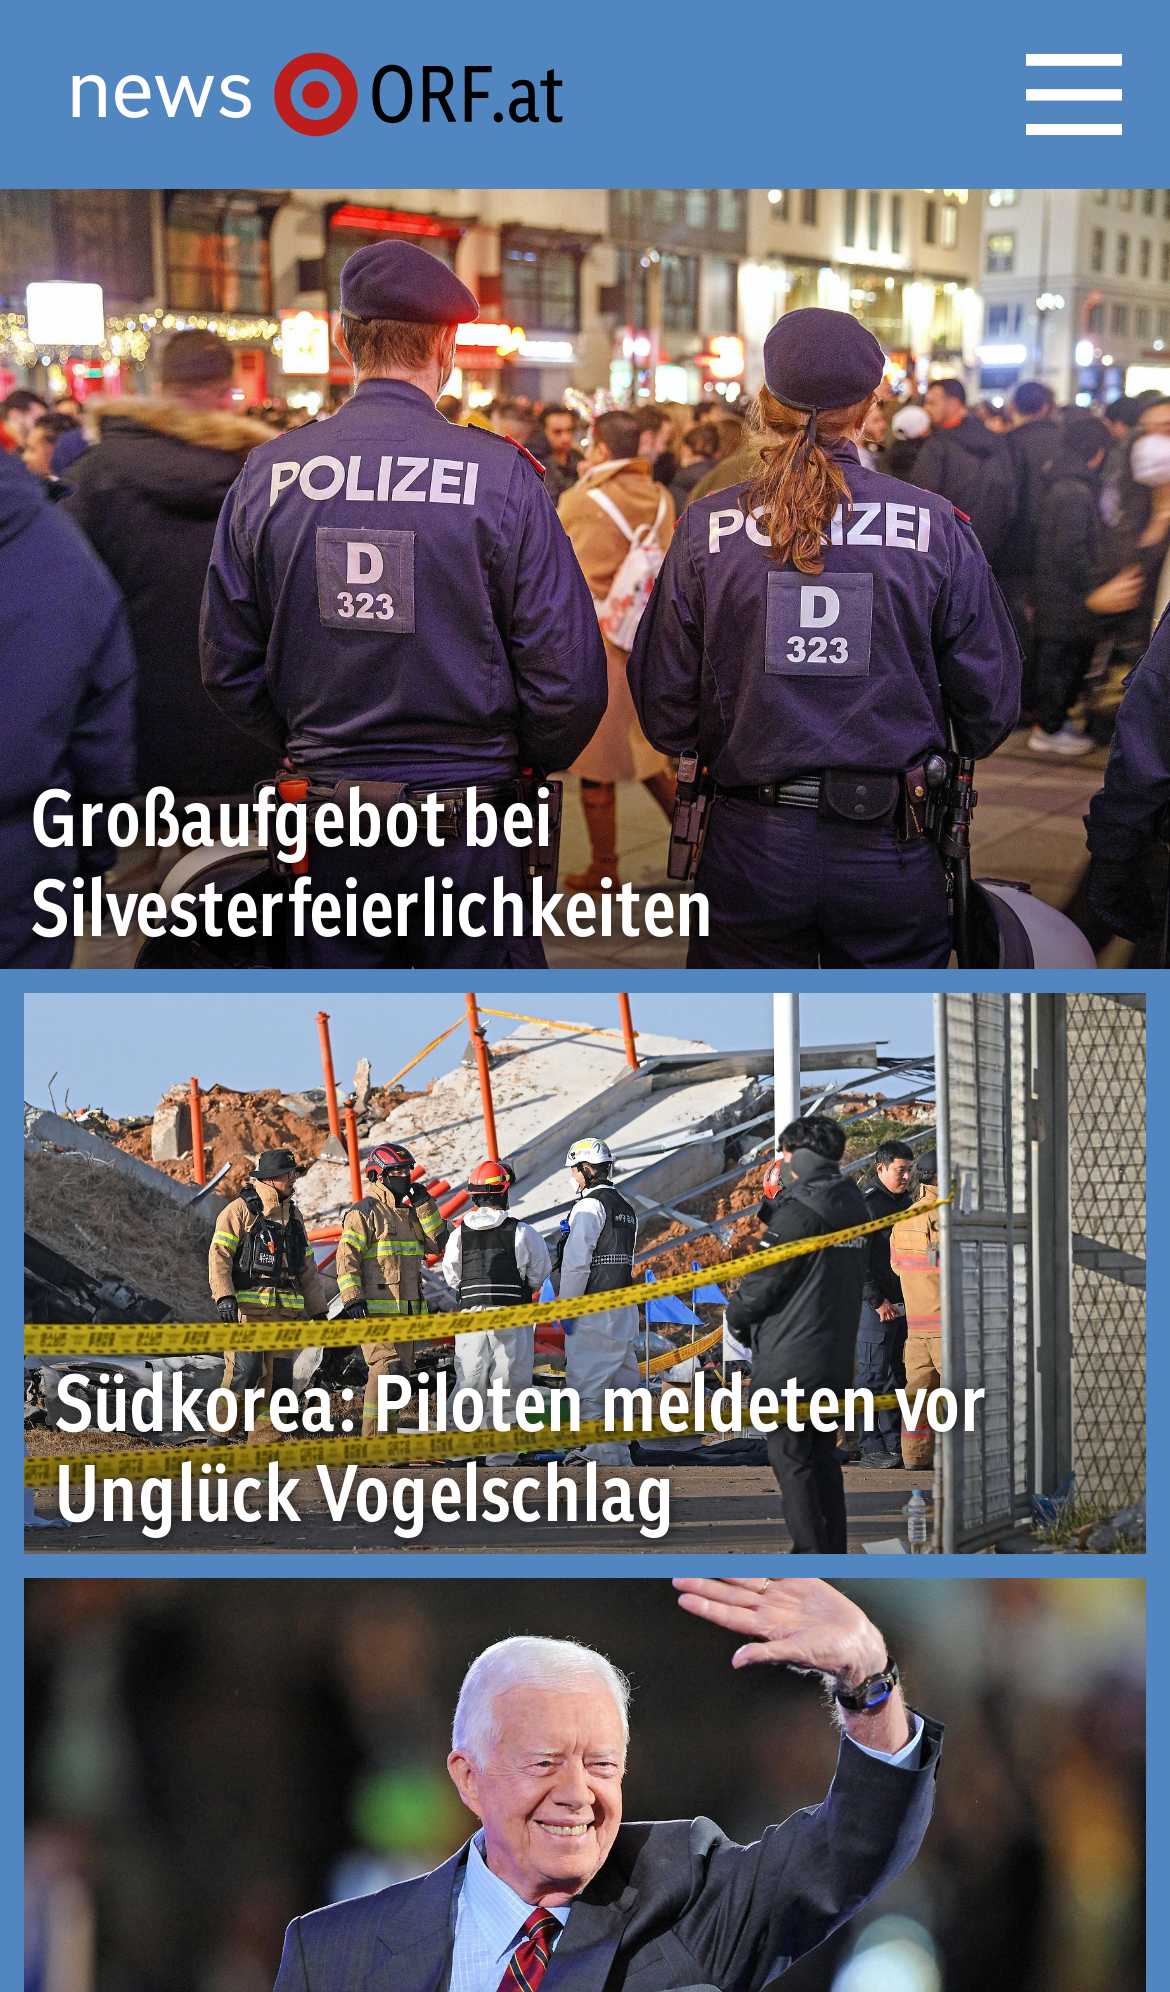 news ORF.at
POLIZEI
D
323
POLIZEI
D
323
Großaufgebot bei
Silvesterfeierlichkeiten
Südkorea: Piloten meldeten vor
Unglück Vogelschlag